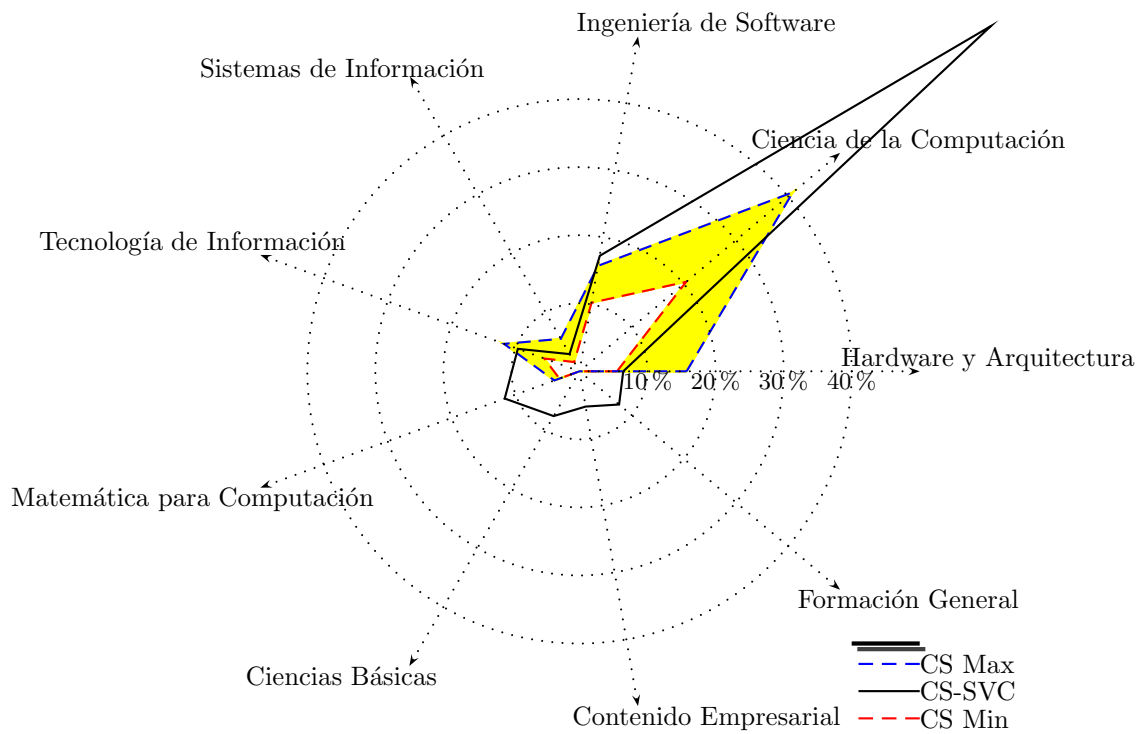 Ingeniería de Software
Sistemas de Información
Ciencia de la Computación
Tecnología de Información
Hardware y Arquitectura
10 % 20 % 30 % 40 %
Matemática para Computación
Formación General
Ciencias Básicas
Contenido Empresarial
CS Max
CS-SVC
CS Min